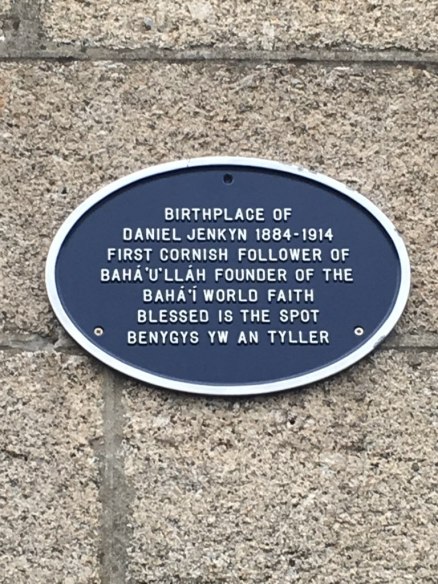 BIRTHPLACE OF
DANIEL JENKYN 1884-1914
FIRST CORNISH FOLLOWER OF
BAHÁ'U'LLÁH FOUNDER OF THE
BAHÁ'Í WORLD FAITH
BLESSED IS THE SPOT
BENYGYS YW AN TYLLER